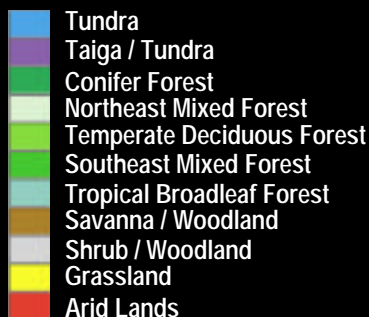 Tundra
Taiga / Tundra
Conifer Forest
Northeast Mixed Forest
Temperate Deciduous Forest
Southeast Mixed Forest
Tropical Broadleaf Forest
Savanna / Woodland
Shrub / Woodland
Grassland
Arid Lands